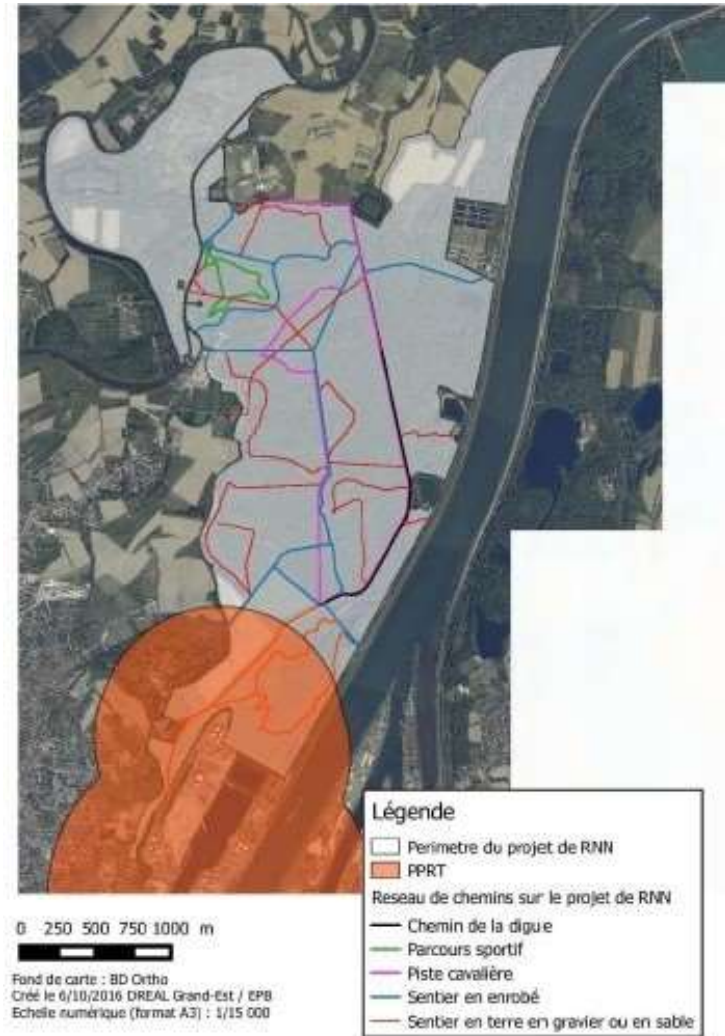 Légende
Perimetre du projet de RNN
PPRT
Reseau de chemins sur le projet de RNN
Chemin de la digue
Parcours sportif
Piste cavalière
Sentier en enrobé
Sentier en terre en gravier ou en sable
0 250 500 750 1000 m
Fond de carte : BD Ortho
Créé le 6/10/2016 DREAL Grand-Est / EPB
Echelle numérique (format A3) : 1/15 000